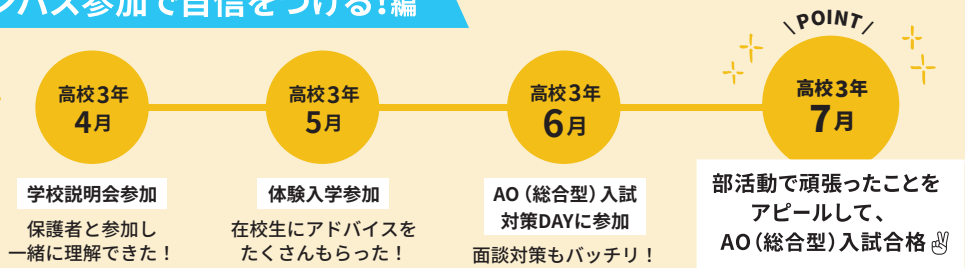 ンパス参加で自信をつける!編
POINT
高校3年
4月
高校3年
5月
高校3年
6月
高校3年
7月
学校説明会参加
保護者と参加し
一緒に理解できた！
体験入学参加
在校生にアドバイスを
たくさんもらった！
AO（総合型）入試
対策DAYに参加
面談対策もバッチリ！
部活動で頑張ったことを
アピールして、
AO（総合型）入試合格✌